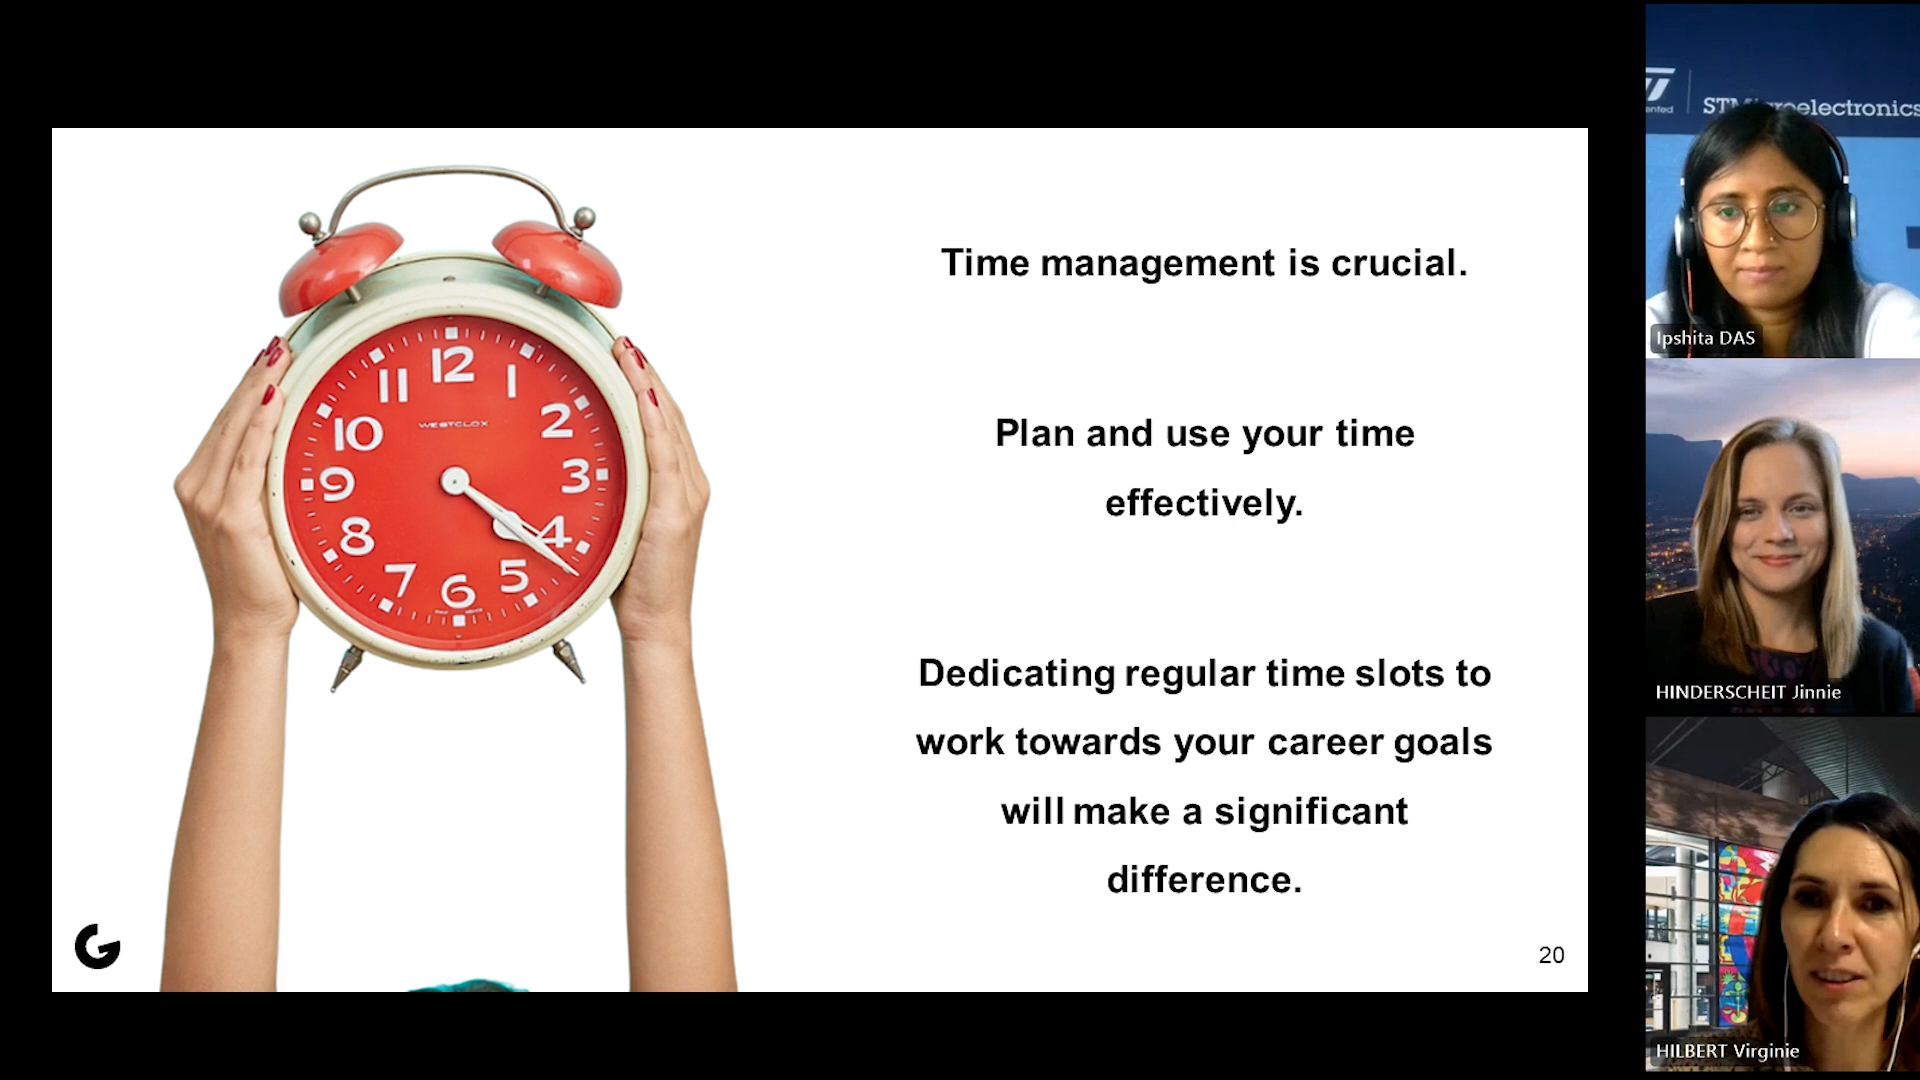 Time management is crucial.
Plan and use your time
effectively.
Dedicating regular time slots to
work towards your career goals
will make a significant
difference.
20
12
1
2
3
4
5
6
7
8
9
10
11
WESTCLOX
STMicroelectronics
Ipshita DAS
HINDERSCHEIT Jinnie
HILBERT Virginie